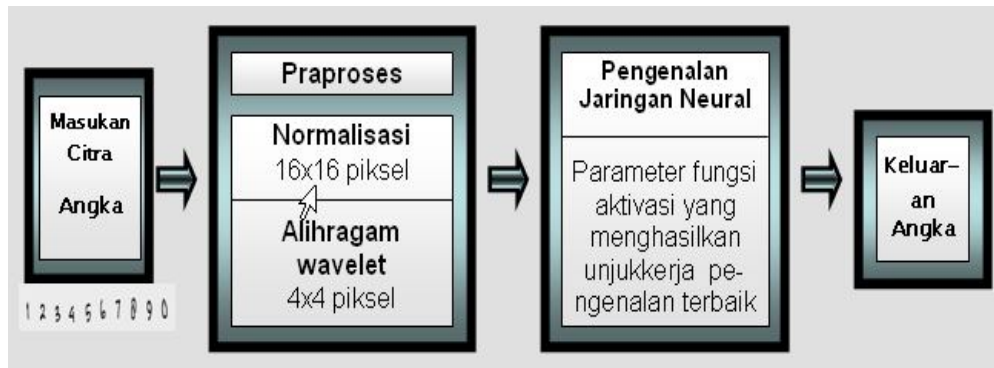 Masukan
Citra
Angka
1 2 3 4 5 6 7 8 9 0
Praproses
Normalisasi
16x16 piksel
Alihragam
wavelet
4x4 piksel
Pengenalan
Jaringan Neural
Parameter fungsi
aktivasi yang
menghasilkan
unjukkerja pe-
ngenalan terbaik
Keluar–
an
Angka